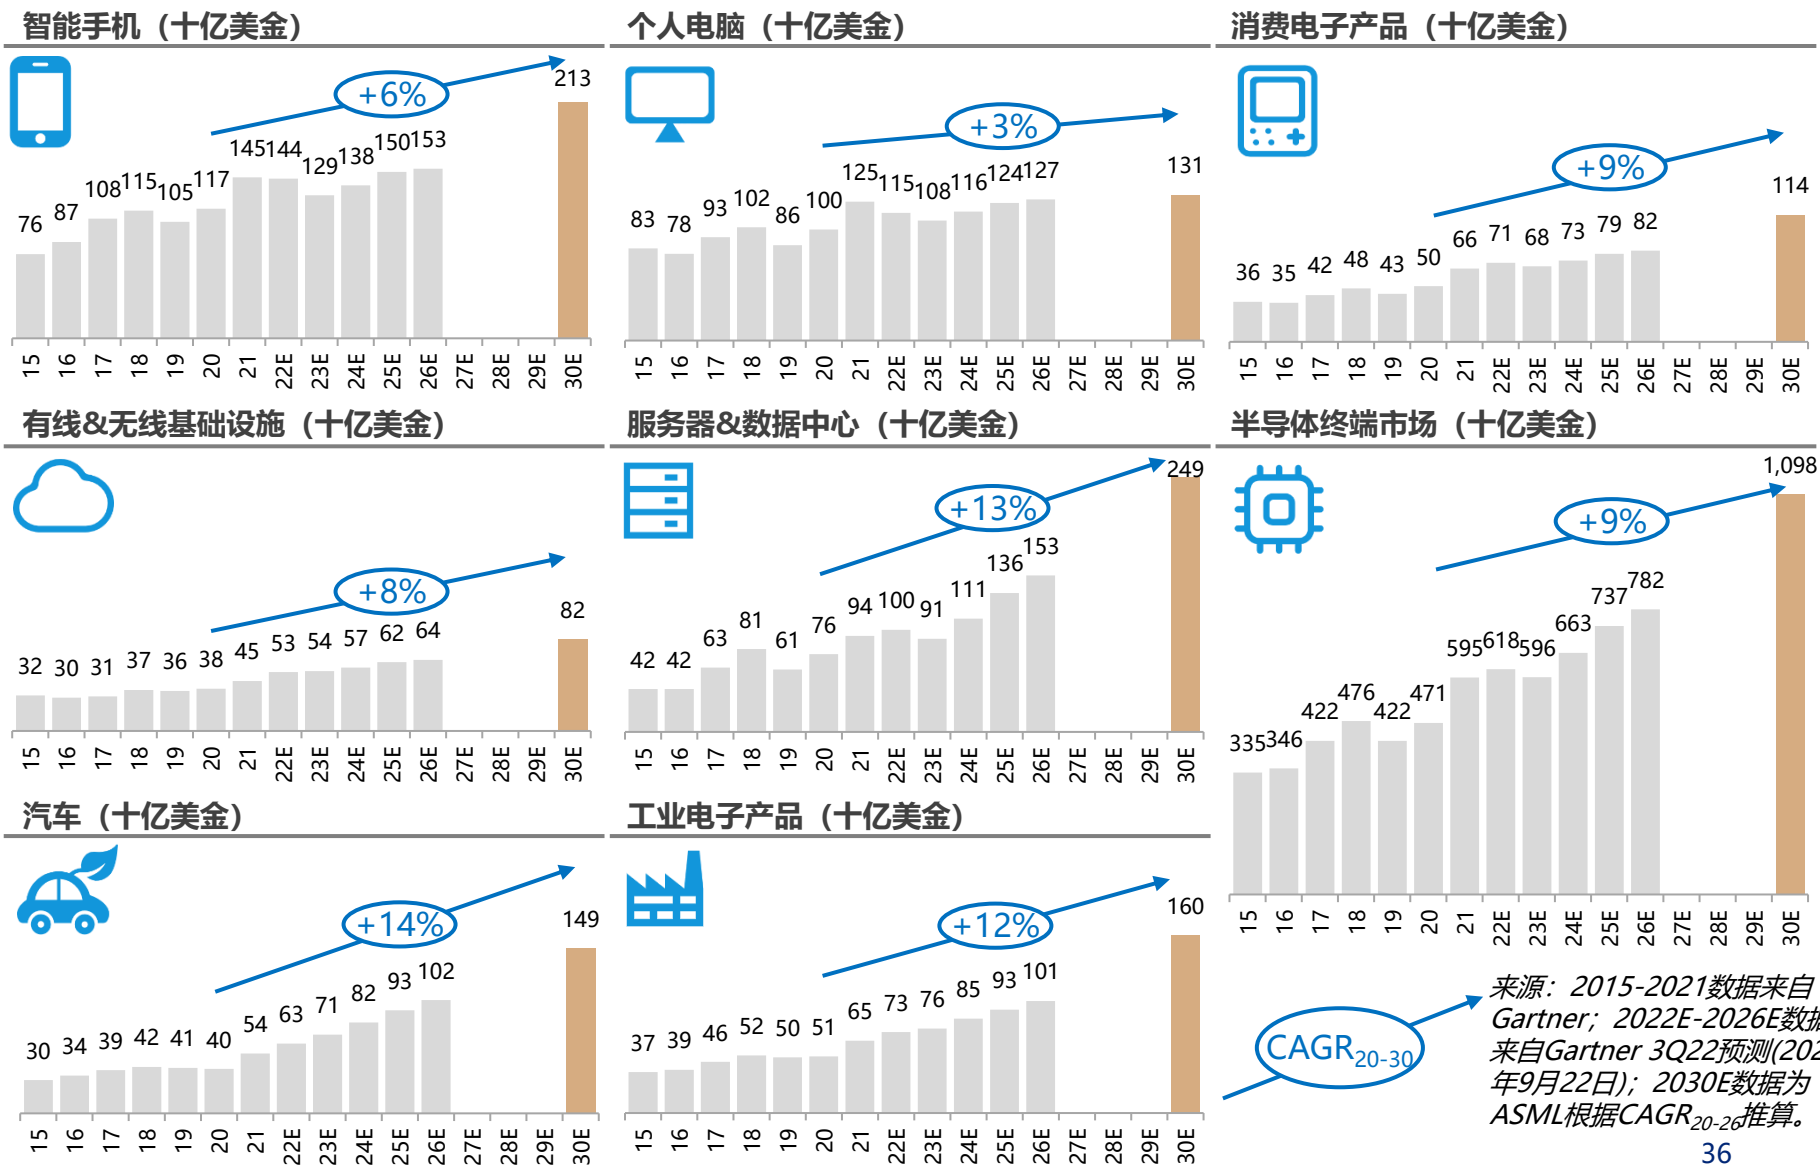 智能手机（十亿美金）
+6%
76 87 108 115 105 117 145 144 129 138 150 153 213
15 16 17 18 19 20 21 22E 23E 24E 25E 26E 27E 28E 29E 30E
个人电脑（十亿美金）
+3%
83 78 93 102 86 100 125 115 108 116 124 127 131
15 16 17 18 19 20 21 22E 23E 24E 25E 26E 27E 28E 29E 30E
消费电子产品（十亿美金）
+9%
36 35 42 48 43 50 66 71 68 73 79 82 114
15 16 17 18 19 20 21 22E 23E 24E 25E 26E 27E 28E 29E 30E
有线&无线基础设施（十亿美金）
+8%
32 30 31 37 36 38 45 53 54 57 62 64 82
15 16 17 18 19 20 21 22E 23E 24E 25E 26E 27E 28E 29E 30E
服务器&数据中心（十亿美金）
+13%
42 42 63 81 61 76 94 100 91 111 136 153 249
15 16 17 18 19 20 21 22E 23E 24E 25E 26E 27E 28E 29E 30E
半导体终端市场（十亿美金）
+9%
335 346 422 476 422 471 595 618 596 663 737 782 1,098
15 16 17 18 19 20 21 22E 23E 24E 25E 26E 27E 28E 29E 30E
汽车（十亿美金）
+14%
30 34 39 42 41 40 54 63 71 82 93 102 149
15 16 17 18 19 20 21 22E 23E 24E 25E 26E 27E 28E 29E 30E
工业电子产品（十亿美金）
+12%
37 39 46 52 50 51 65 73 76 85 93 101 160
15 16 17 18 19 20 21 22E 23E 24E 25E 26E 27E 28E 29E 30E
CAGR20-30
来源：2015-2021数据来自
Gartner；2022E-2026E数据
来自Gartner 3Q22预测(202
年9月22日)；2030E数据为
ASML根据CAGR20-26推算。
36